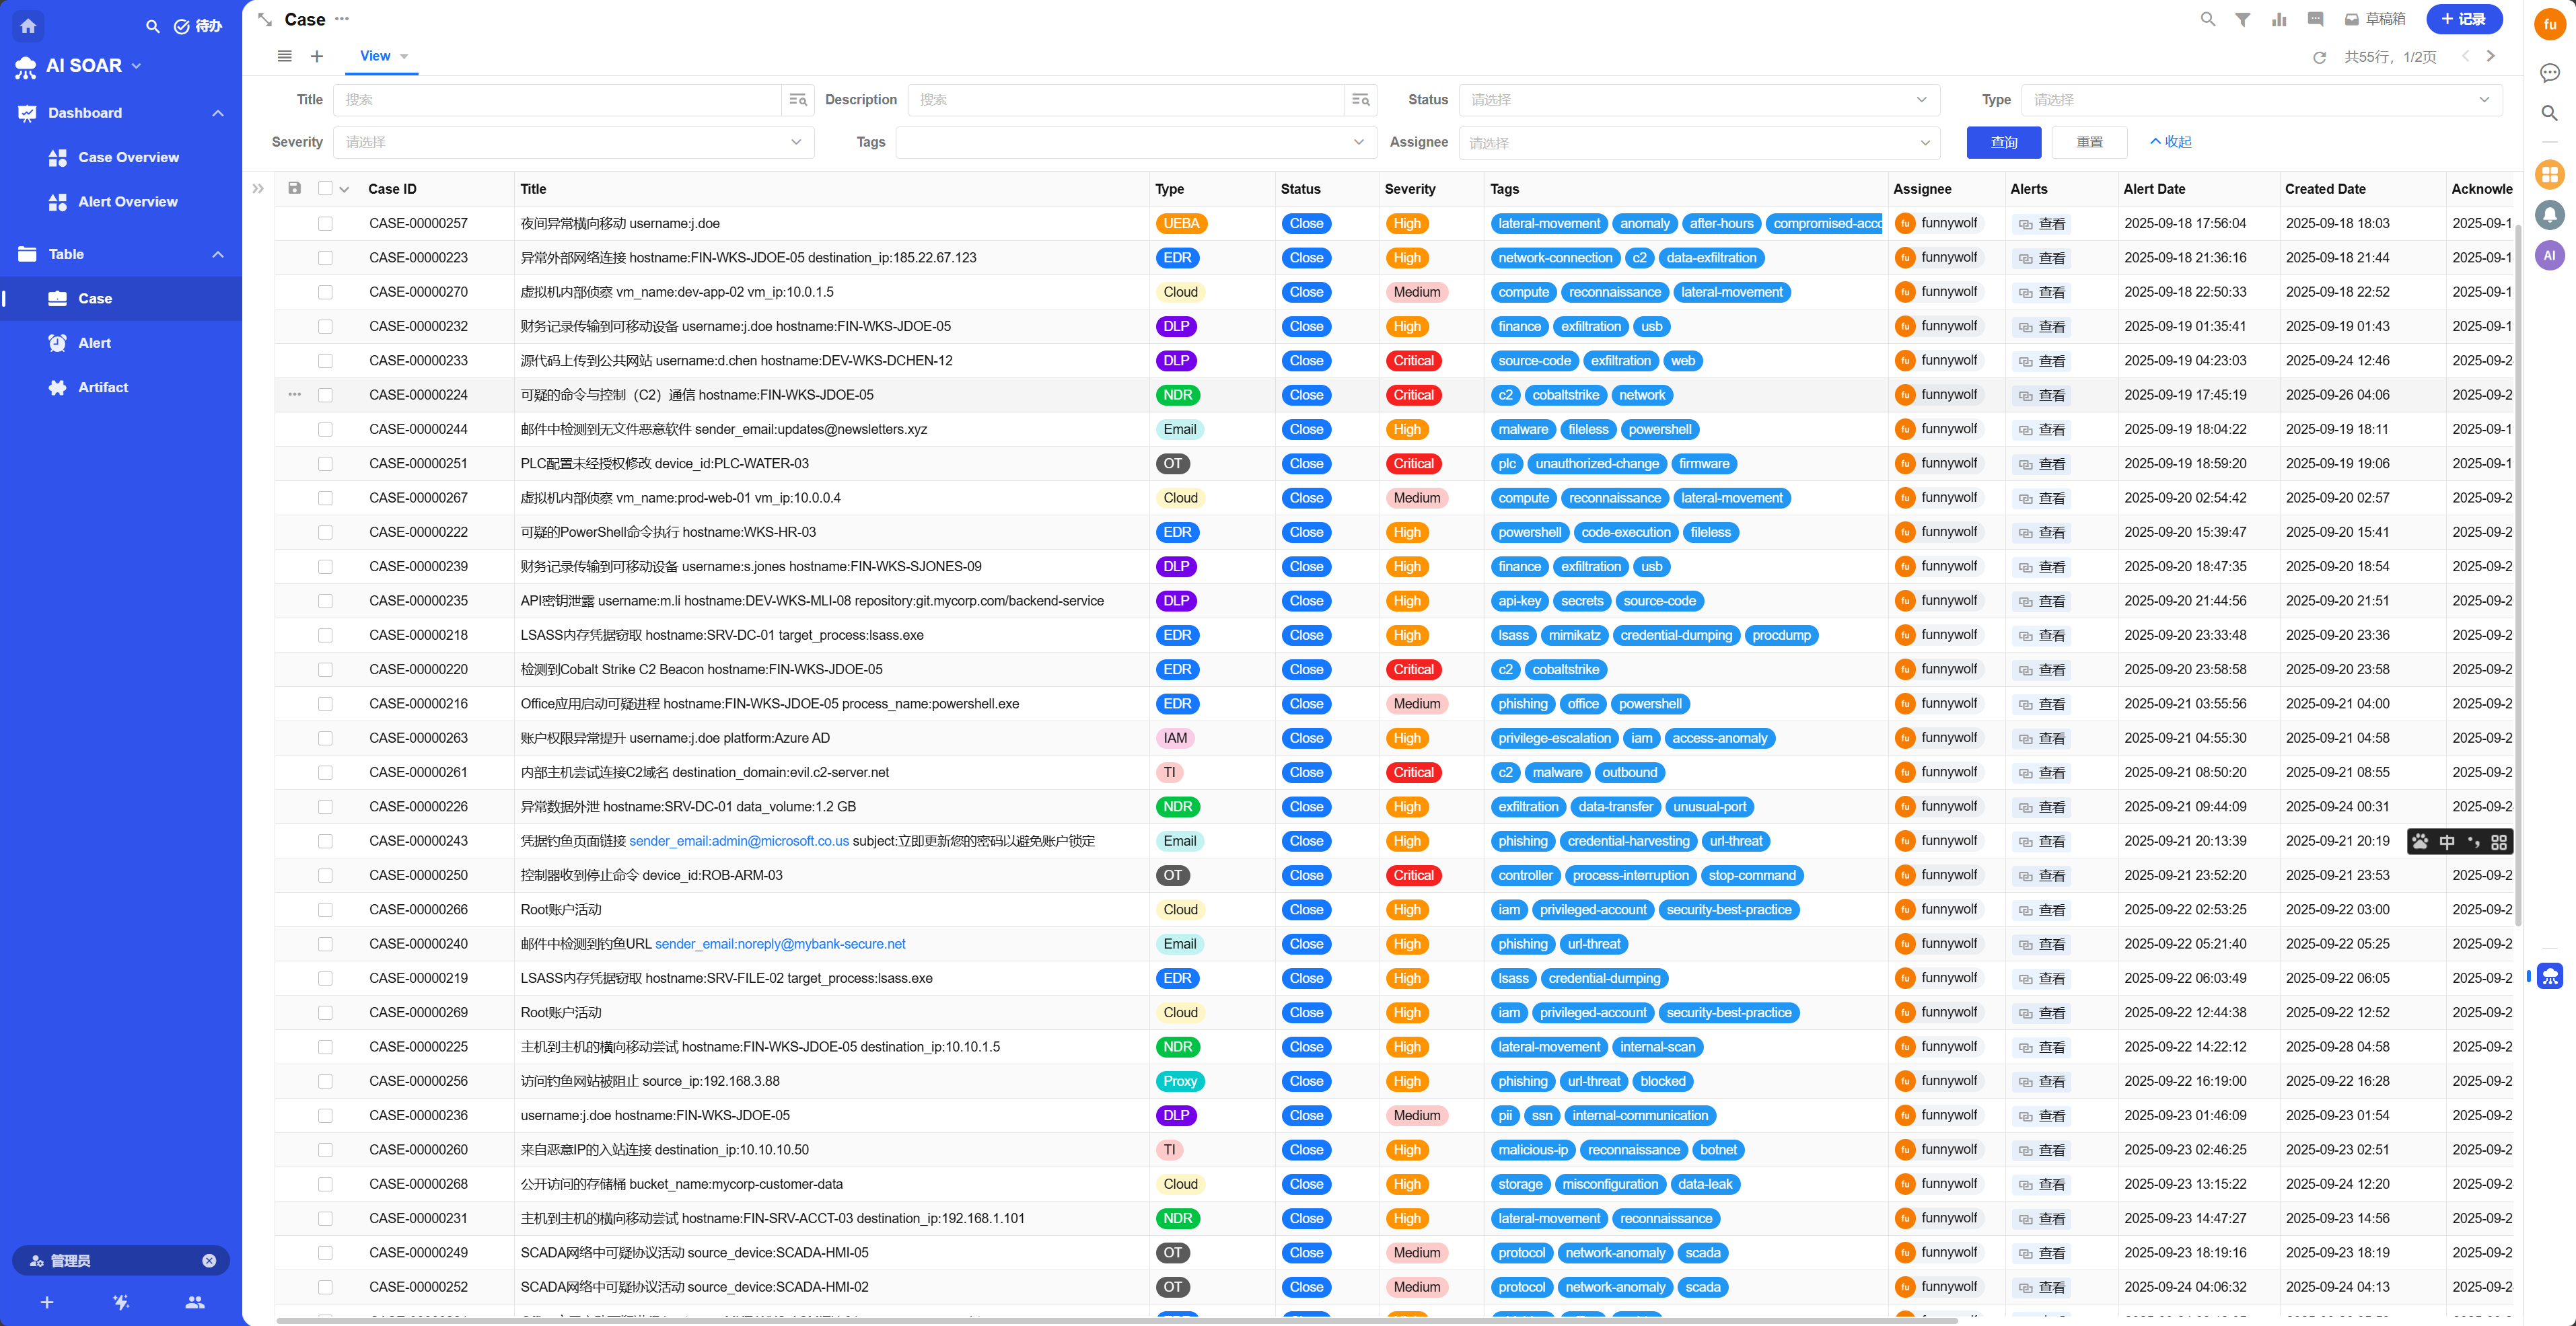 待办
Case
草稿箱
+ 记录
fu
AI SOAR
View
共55行，1/2页
Dashboard
Title 搜索 Description 搜索 Status 请选择 Type 请选择
Severity 请选择 Tags Assignee 请选择 查询 重置 收起
Case Overview
Alert Overview
Table
Case
Alert
Artifact
AI
Case ID Title Type Status Severity Tags Assignee Alerts Alert Date Created Date Acknowle
CASE-00000257 夜间异常横向移动 username:j.doe UEBA Close High lateral-movement anomaly after-hours compromised-acco fu funnywolf 查看 2025-09-18 17:56:04 2025-09-18 18:03 2025-09-1
CASE-00000223 异常外部网络连接 hostname:FIN-WKS-JDOE-05 destination_ip:185.22.67.123 EDR Close High network-connection c2 data-exfiltration fu funnywolf 查看 2025-09-18 21:36:16 2025-09-18 21:44 2025-09-1
CASE-00000270 虚拟机内部侦察 vm_name:dev-app-02 vm_ip:10.0.1.5 Cloud Close Medium compute reconnaissance lateral-movement fu funnywolf 查看 2025-09-18 22:50:33 2025-09-18 22:52 2025-09-1
CASE-00000232 财务记录传输到可移动设备 username:j.doe hostname:FIN-WKS-JDOE-05 DLP Close High finance exfiltration usb fu funnywolf 查看 2025-09-19 01:35:41 2025-09-19 01:43 2025-09-1
CASE-00000233 源代码上传到公共网站 username:d.chen hostname:DEV-WKS-DCHEN-12 DLP Close Critical source-code exfiltration web fu funnywolf 查看 2025-09-19 04:23:03 2025-09-24 12:46 2025-09-2
CASE-00000224 可疑的命令与控制（C2）通信 hostname:FIN-WKS-JDOE-05 NDR Close Critical c2 cobaltstrike network fu funnywolf 查看 2025-09-19 17:45:19 2025-09-26 04:06 2025-09-2
CASE-00000244 邮件中检测到无文件恶意软件 sender_email:updates@newsletters.xyz Email Close High malware fileless powershell fu funnywolf 查看 2025-09-19 18:04:22 2025-09-19 18:11 2025-09-1
CASE-00000251 PLC配置未经授权修改 device_id:PLC-WATER-03 OT Close Critical plc unauthorized-change firmware fu funnywolf 查看 2025-09-19 18:59:20 2025-09-19 19:06 2025-09-1
CASE-00000267 虚拟机内部侦察 vm_name:prod-web-01 vm_ip:10.0.0.4 Cloud Close Medium compute reconnaissance lateral-movement fu funnywolf 查看 2025-09-20 02:54:42 2025-09-20 02:57 2025-09-2
CASE-00000222 可疑的PowerShell命令执行 hostname:WKS-HR-03 EDR Close High powershell code-execution fileless fu funnywolf 查看 2025-09-20 15:39:47 2025-09-20 15:41 2025-09-2
CASE-00000239 财务记录传输到可移动设备 username:s.jones hostname:FIN-WKS-SJONES-09 DLP Close High finance exfiltration usb fu funnywolf 查看 2025-09-20 18:47:35 2025-09-20 18:54 2025-09-2
CASE-00000235 API密钥泄露 username:m.li hostname:DEV-WKS-MLI-08 repository:git.mycorp.com/backend-service DLP Close High api-key secrets source-code fu funnywolf 查看 2025-09-20 21:44:56 2025-09-20 21:51 2025-09-2
CASE-00000218 LSASS内存凭据窃取 hostname:SRV-DC-01 target_process:lsass.exe EDR Close High lsass mimikatz credential-dumping procdump fu funnywolf 查看 2025-09-20 23:33:48 2025-09-20 23:36 2025-09-2
CASE-00000220 检测到Cobalt Strike C2 Beacon hostname:FIN-WKS-JDOE-05 EDR Close Critical c2 cobaltstrike fu funnywolf 查看 2025-09-20 23:58:58 2025-09-20 23:58 2025-09-2
CASE-00000216 Office应用启动可疑进程 hostname:FIN-WKS-JDOE-05 process_name:powershell.exe EDR Close Medium phishing office powershell fu funnywolf 查看 2025-09-21 03:55:56 2025-09-21 04:00 2025-09-2
CASE-00000263 账户权限异常提升 username:j.doe platform:Azure AD IAM Close High privilege-escalation iam access-anomaly fu funnywolf 查看 2025-09-21 04:55:30 2025-09-21 04:58 2025-09-2
CASE-00000261 内部主机尝试连接C2域名 destination_domain:evil.c2-server.net TI Close Critical c2 malware outbound fu funnywolf 查看 2025-09-21 08:50:20 2025-09-21 08:55 2025-09-2
CASE-00000226 异常数据外泄 hostname:SRV-DC-01 data_volume:1.2 GB NDR Close High exfiltration data-transfer unusual-port fu funnywolf 查看 2025-09-21 09:44:09 2025-09-24 00:31 2025-09-2
CASE-00000243 凭据钓鱼页面链接 sender_email:admin@microsoft.co.us subject:立即更新您的密码以避免账户锁定 Email Close High phishing credential-harvesting url-threat fu funnywolf 查看 2025-09-21 20:13:39 2025-09-21 20:19 中
CASE-00000250 控制器收到停止命令 device_id:ROB-ARM-03 OT Close Critical controller process-interruption stop-command fu funnywolf 查看 2025-09-21 23:52:20 2025-09-21 23:53 2025-09-2
CASE-00000266 Root账户活动 Cloud Close High iam privileged-account security-best-practice fu funnywolf 查看 2025-09-22 02:53:25 2025-09-22 03:00 2025-09-2
CASE-00000240 邮件中检测到钓鱼URL sender_email:noreply@mybank-secure.net Email Close High phishing url-threat fu funnywolf 查看 2025-09-22 05:21:40 2025-09-22 05:25 2025-09-2
CASE-00000219 LSASS内存凭据窃取 hostname:SRV-FILE-02 target_process:lsass.exe EDR Close High lsass credential-dumping fu funnywolf 查看 2025-09-22 06:03:49 2025-09-22 06:05 2025-09-2
CASE-00000269 Root账户活动 Cloud Close High iam privileged-account security-best-practice fu funnywolf 查看 2025-09-22 12:44:38 2025-09-22 12:52 2025-09-2
CASE-00000225 主机到主机的横向移动尝试 hostname:FIN-WKS-JDOE-05 destination_ip:10.10.1.5 NDR Close High lateral-movement internal-scan fu funnywolf 查看 2025-09-22 14:22:12 2025-09-28 04:58 2025-09-2
CASE-00000256 访问钓鱼网站被阻止 source_ip:192.168.3.88 Proxy Close High phishing url-threat blocked fu funnywolf 查看 2025-09-22 16:19:00 2025-09-22 16:28 2025-09-2
CASE-00000236 username:j.doe hostname:FIN-WKS-JDOE-05 DLP Close Medium pii ssn internal-communication fu funnywolf 查看 2025-09-23 01:46:09 2025-09-23 01:54 2025-09-2
CASE-00000260 来自恶意IP的入站连接 destination_ip:10.10.10.50 TI Close High malicious-ip reconnaissance botnet fu funnywolf 查看 2025-09-23 02:46:25 2025-09-23 02:51 2025-09-2
CASE-00000268 公开访问的存储桶 bucket_name:mycorp-customer-data Cloud Close High storage misconfiguration data-leak fu funnywolf 查看 2025-09-23 13:15:22 2025-09-24 12:20 2025-09-2
CASE-00000231 主机到主机的横向移动尝试 hostname:FIN-SRV-ACCT-03 destination_ip:192.168.1.101 NDR Close High lateral-movement reconnaissance fu funnywolf 查看 2025-09-23 14:47:27 2025-09-23 14:56 2025-09-2
CASE-00000249 SCADA网络中可疑协议活动 source_device:SCADA-HMI-05 OT Close Medium protocol network-anomaly scada fu funnywolf 查看 2025-09-23 18:19:16 2025-09-23 18:19 2025-09-2
CASE-00000252 SCADA网络中可疑协议活动 source_device:SCADA-HMI-02 OT Close Medium protocol network-anomaly scada fu funnywolf 查看 2025-09-24 04:06:32 2025-09-24 04:13 2025-09-2
管理员